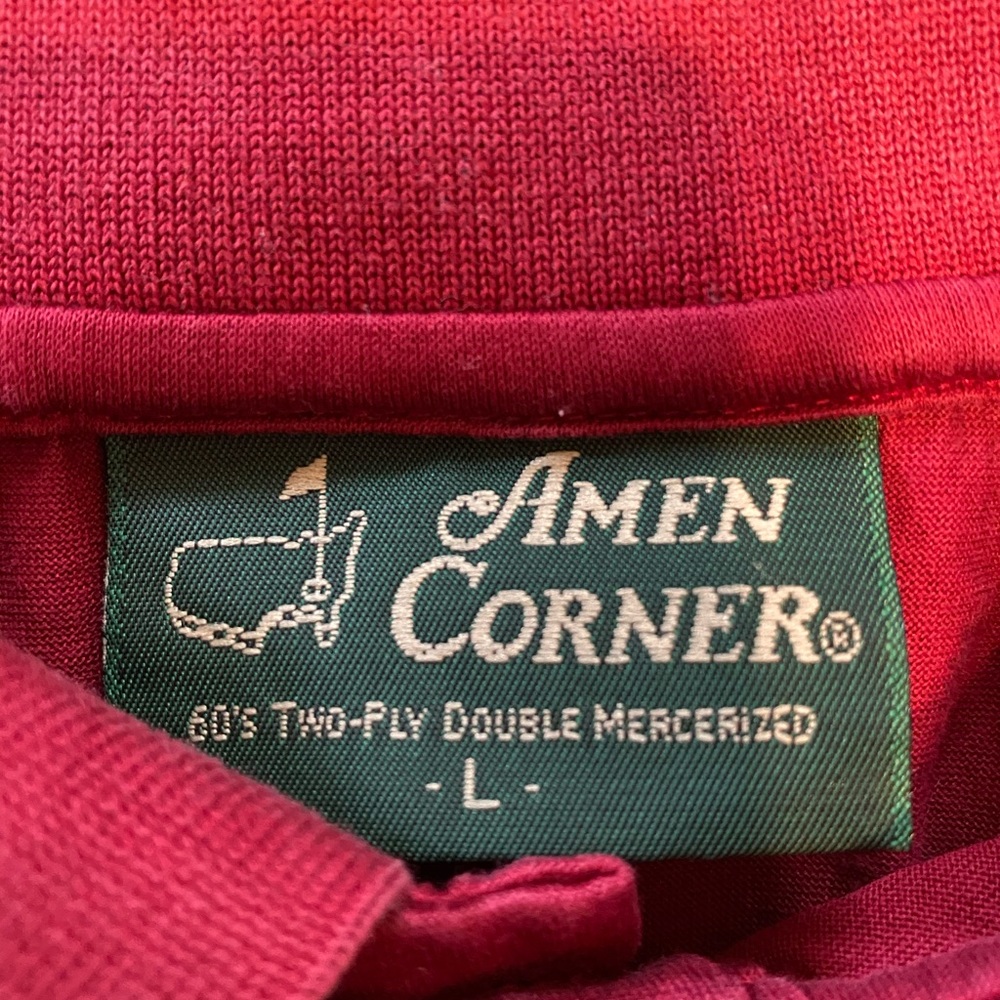 AMEN
CORNER®
60'S TWO-PLY DOUBLE MERCERIZED
- L -